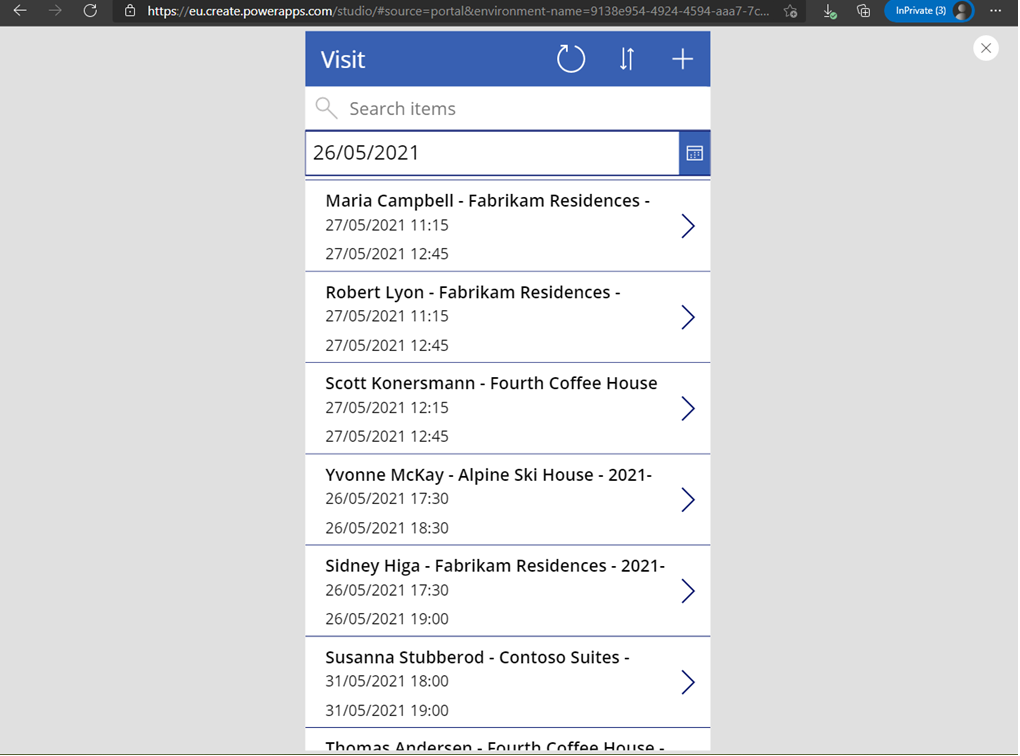 https://eu.create.powerapps.com/studio/#source=portal&environment-name=9138e954-4924-4594-aaa7-7c...
InPrivate (3)
Visit
Search items
26/05/2021
Maria Campbell - Fabrikam Residences -
27/05/2021 11:15
27/05/2021 12:45
Robert Lyon - Fabrikam Residences -
27/05/2021 11:15
27/05/2021 12:45
Scott Konersmann - Fourth Coffee House
27/05/2021 12:15
27/05/2021 12:45
Yvonne McKay - Alpine Ski House - 2021-
26/05/2021 17:30
26/05/2021 18:30
Sidney Higa - Fabrikam Residences - 2021-
26/05/2021 17:30
26/05/2021 19:00
Susanna Stubberod - Contoso Suites -
31/05/2021 18:00
31/05/2021 19:00
Thomas Andersen - Fourth Coffee House -